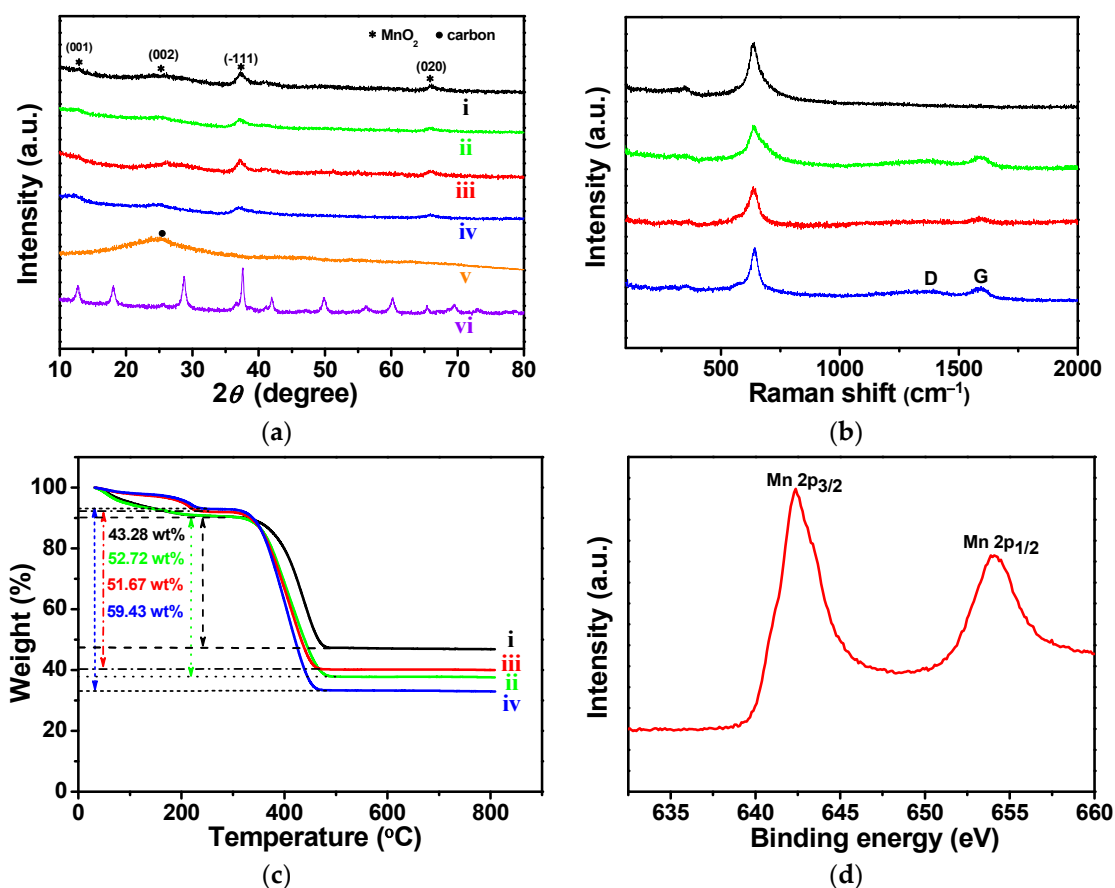 * MnO2 • carbon
(001) (002) (-111) (020)
i
ii
iii
iv
v
vi
Intensity (a.u.)
10 20 30 40 50 60 70 80
2θ (degree)
(a)
Intensity (a.u.)
D G
500 1000 1500 2000
Raman shift (cm−1)
(b)
Weight (%)
100
80
60
40
20
0
43.28 wt%
52.72 wt%
51.67 wt%
59.43 wt%
i
iii
ii
iv
0 200 400 600 800
Temperature (oC)
(c)
Intensity (a.u.)
Mn 2p3/2
Mn 2p1/2
635 640 645 650 655 660
Binding energy (eV)
(d)